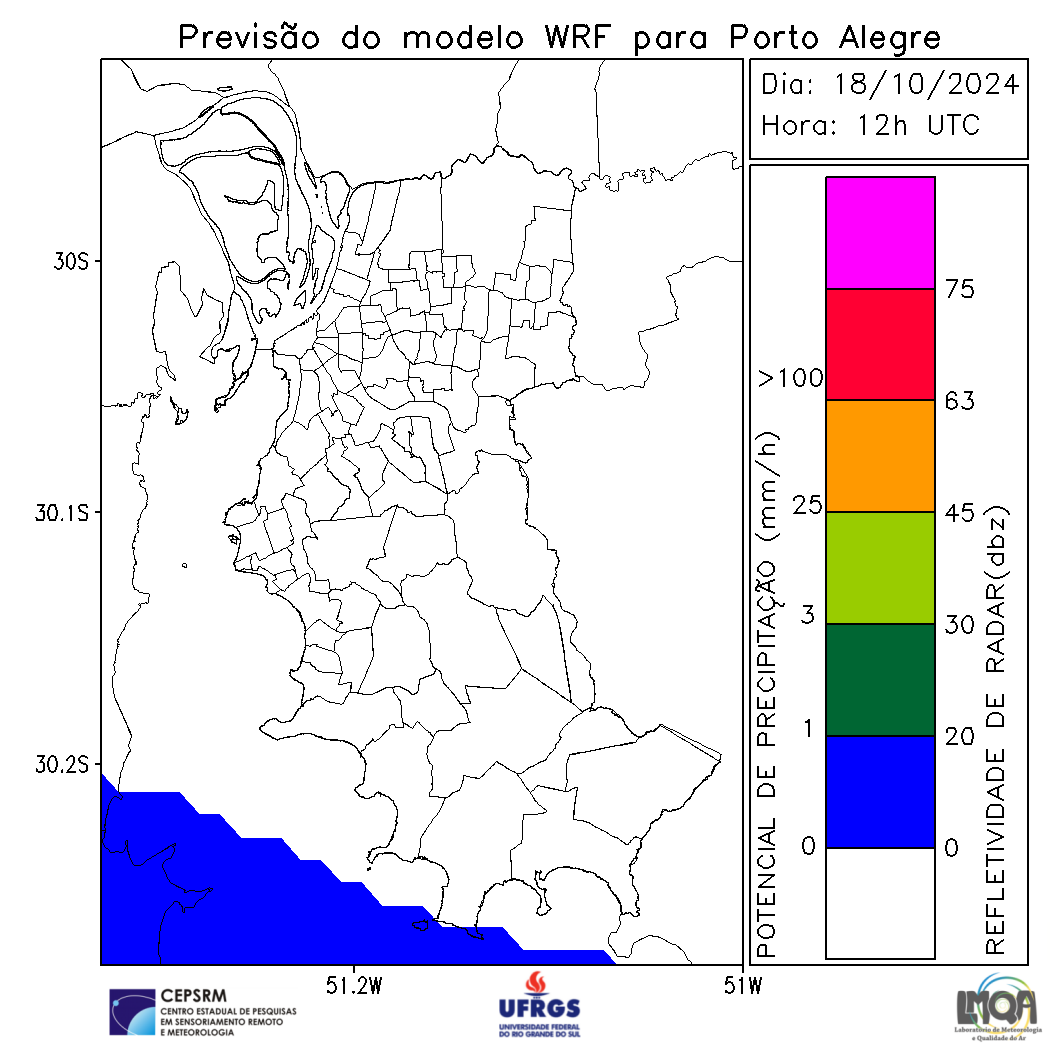 Previsão do modelo WRF para Porto Alegre
Dia: 18/10/2024
Hora: 12h UTC
30S
30.1S
30.2S
51.2W
51W
POTENCIAL DE PRECIPITAÇÃO (mm/h)
>100
25
3
1
0
75
63
45
30
20
0
REFLETIVIDADE DE RADAR(dbz)
CEPSRM
CENTRO ESTADUAL DE PESQUISAS
EM SENSORIAMENTO REMOTO
E METEOROLOGIA
UFRGS
UNIVERSIDADE FEDERAL
DO RIO GRANDE DO SUL
LMQA
Laboratório de Meteorologia
e Qualidade do Ar